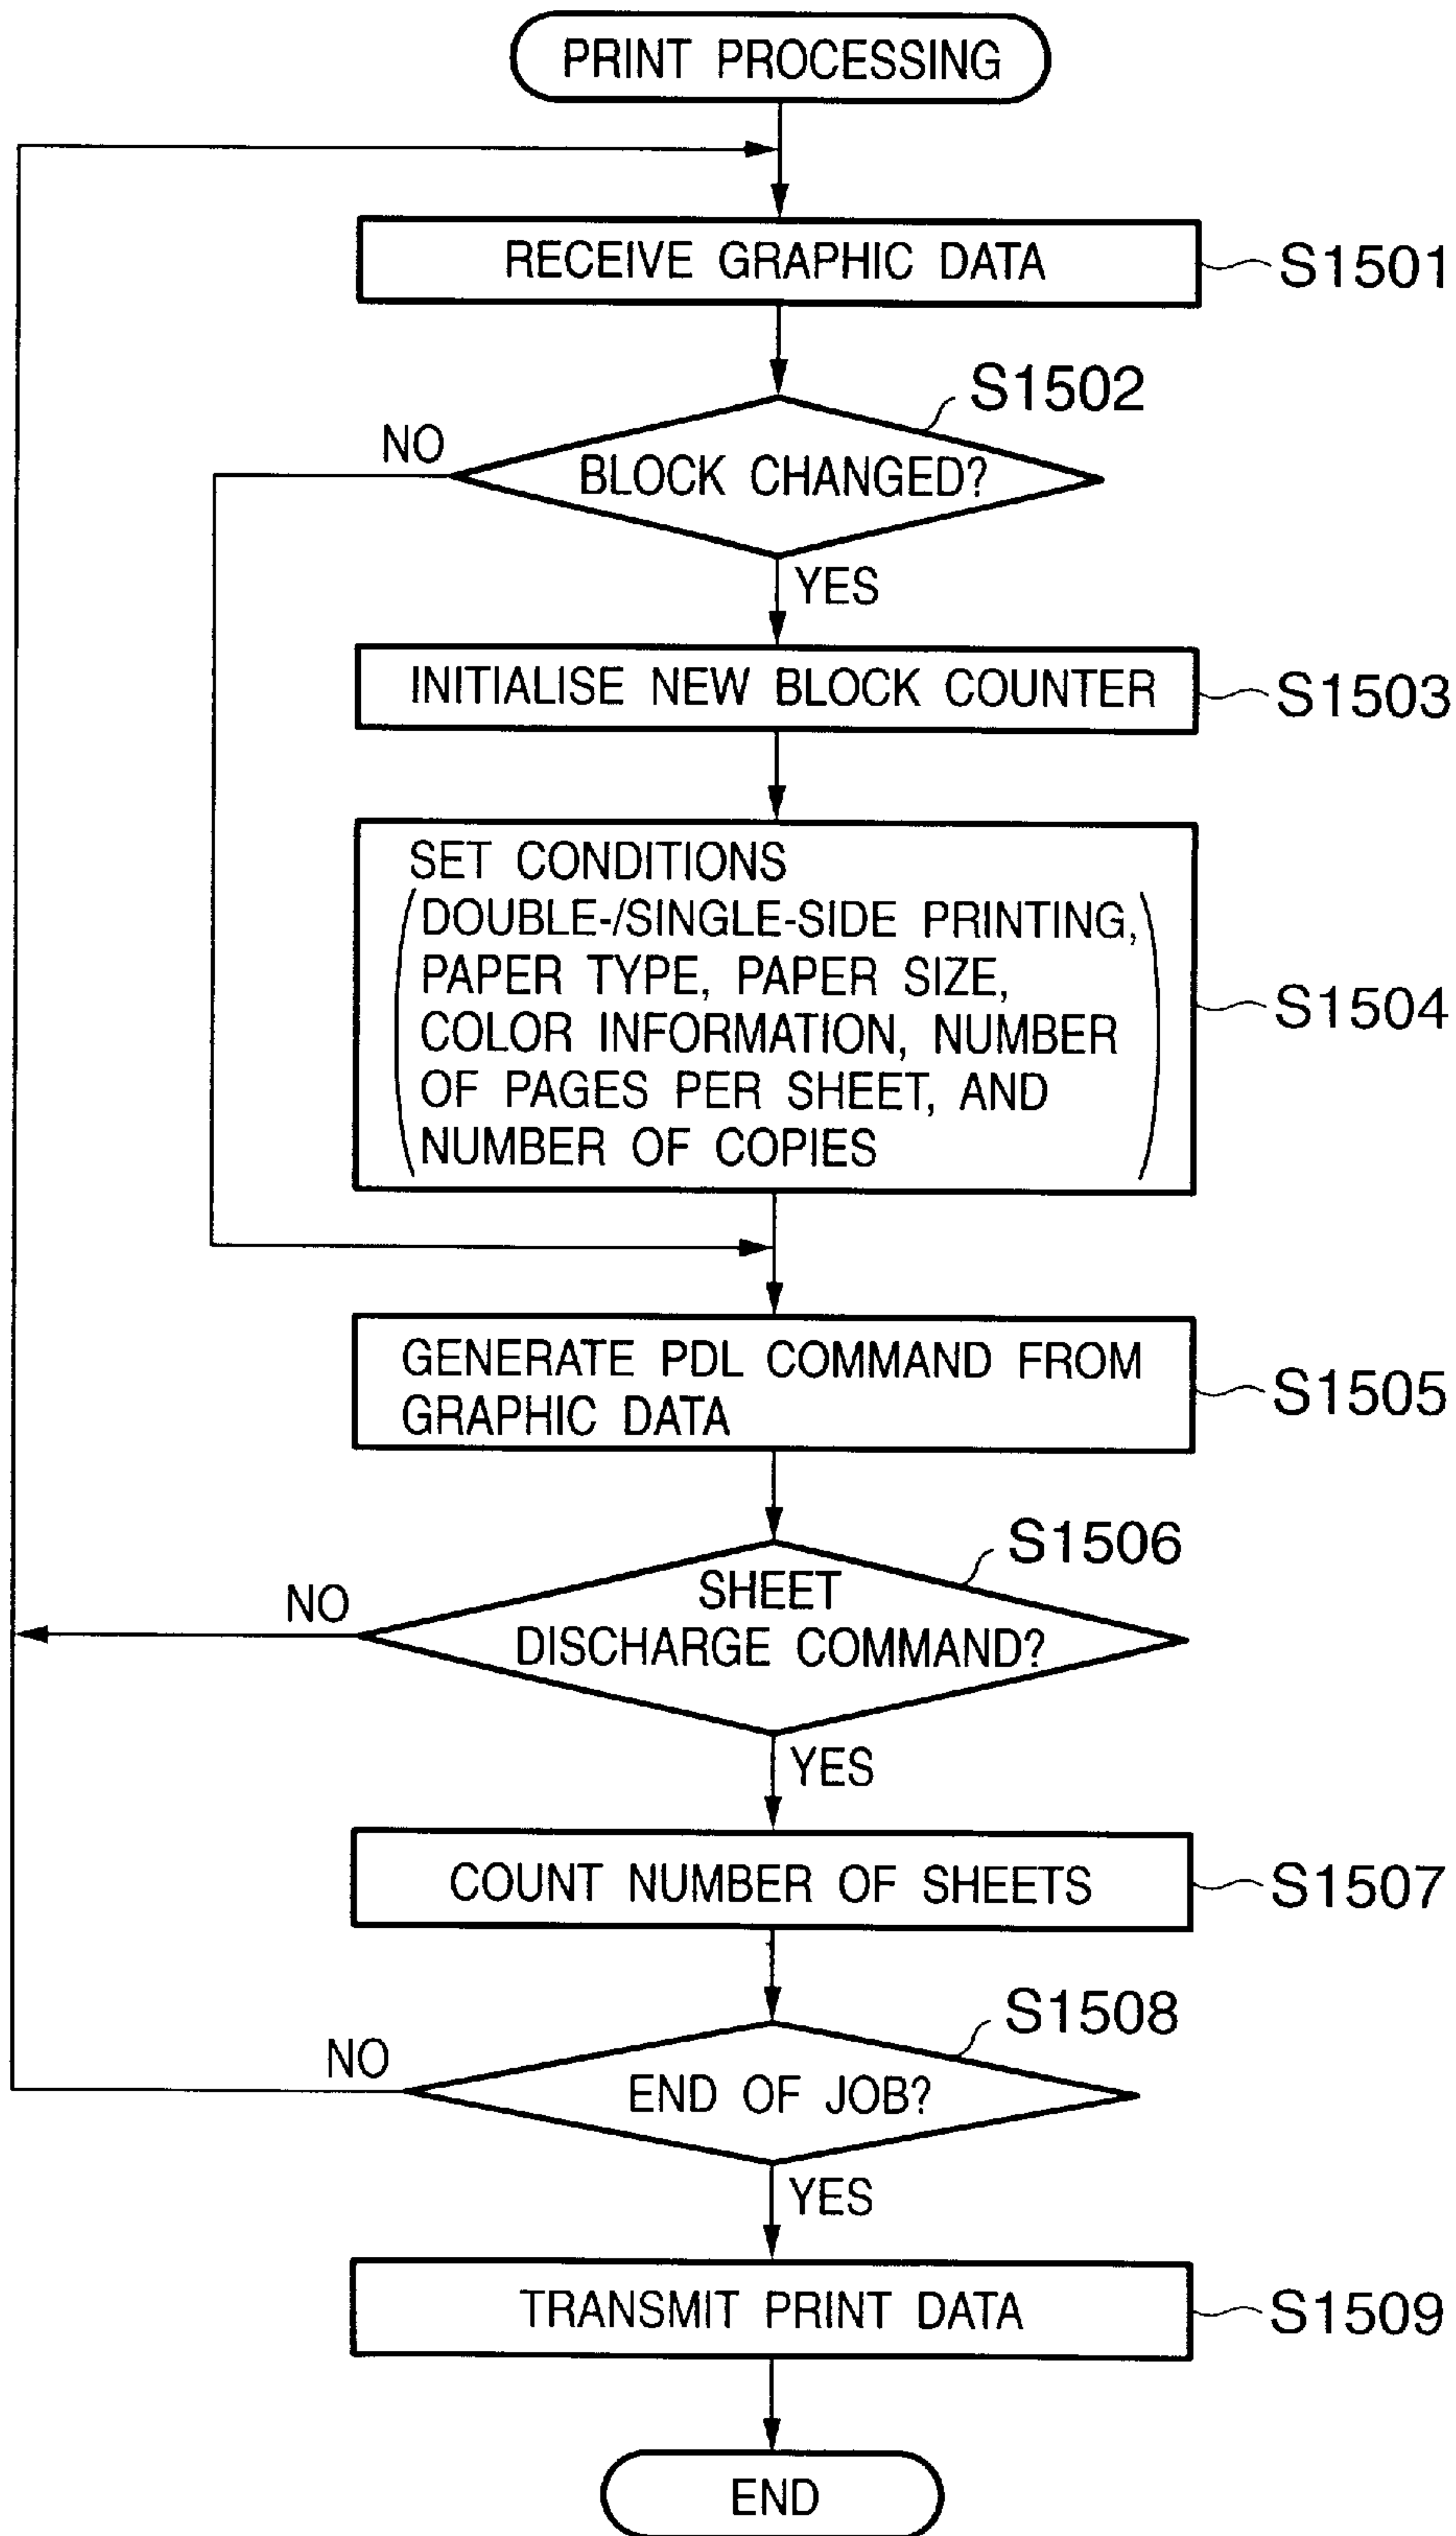 PRINT PROCESSING
RECEIVE GRAPHIC DATA
S1501
S1502
NO
BLOCK CHANGED?
YES
INITIALISE NEW BLOCK COUNTER
S1503
SET CONDITIONS
(DOUBLE-/SINGLE-SIDE PRINTING,
PAPER TYPE, PAPER SIZE,
COLOR INFORMATION, NUMBER
OF PAGES PER SHEET, AND
NUMBER OF COPIES)
S1504
GENERATE PDL COMMAND FROM
GRAPHIC DATA
S1505
S1506
NO
SHEET
DISCHARGE COMMAND?
YES
COUNT NUMBER OF SHEETS
S1507
S1508
NO
END OF JOB?
YES
TRANSMIT PRINT DATA
S1509
END